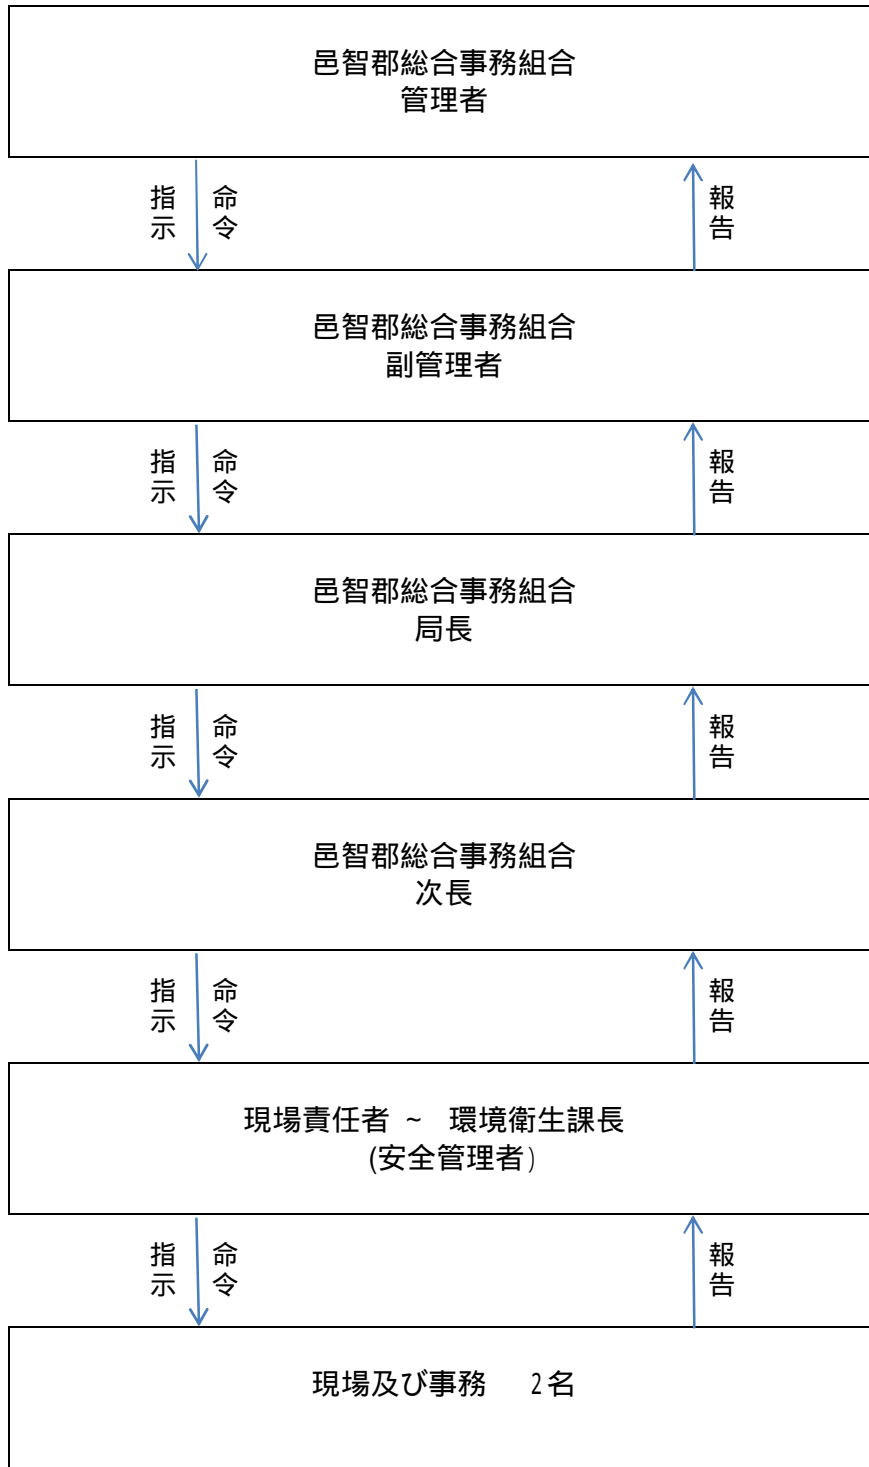 邑智郡総合事務組合
管理者
指示 命令 報告
邑智郡総合事務組合
副管理者
指示 命令 報告
邑智郡総合事務組合
局長
指示 命令 報告
邑智郡総合事務組合
次長
指示 命令 報告
現場責任者 ~ 環境衛生課長
(安全管理者)
指示 命令 報告
現場及び事務 2名